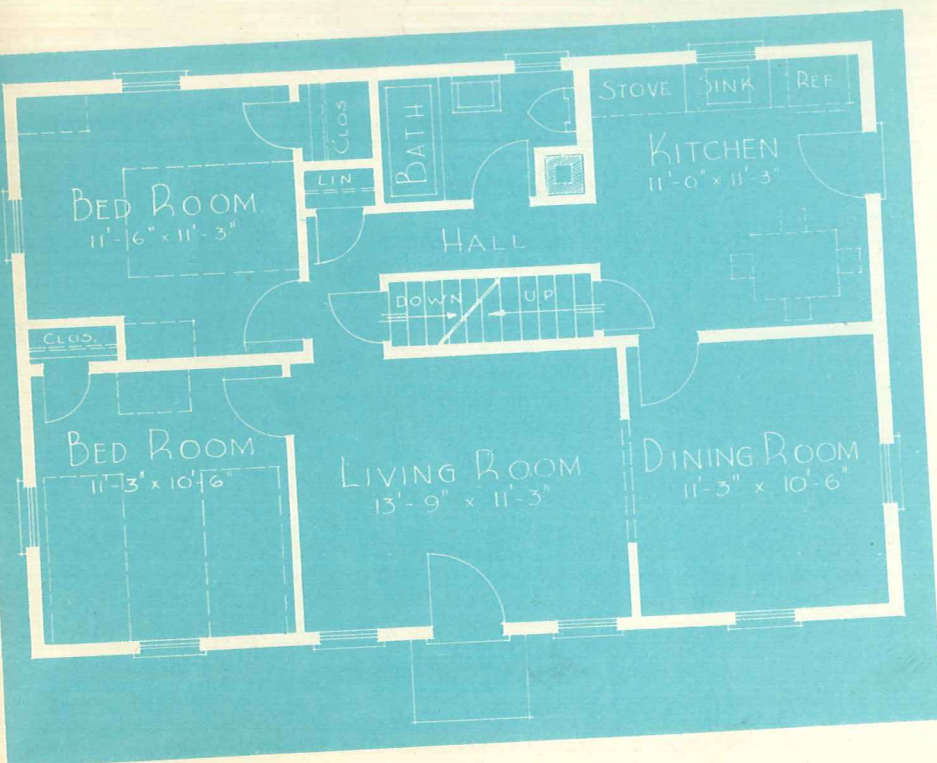 STOVE
SINK
REF.
CLOS
BATH
KITCHEN
11'-0" x 11'-3"
LIN
BED ROOM
11'-6" x 11'-3"
HALL
DOWN
UP
CLOS.
BED ROOM
11'-3" x 10'-6"
LIVING ROOM
13'-9" x 11'-3"
DINING ROOM
11'-3" x 10'-6"